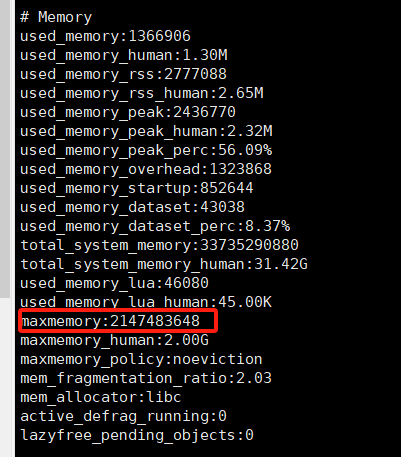 # Memory
used_memory:1366906
used_memory_human:1.30M
used_memory_rss:2777088
used_memory_rss_human:2.65M
used_memory_peak:2436770
used_memory_peak_human:2.32M
used_memory_peak_perc:56.09%
used_memory_overhead:1323868
used_memory_startup:852644
used_memory_dataset:43038
used_memory_dataset_perc:8.37%
total_system_memory:33735290880
total_system_memory_human:31.42G
used_memory_lua:46080
used_memory_lua_human:45.00K
maxmemory:2147483648
maxmemory_human:2.00G
maxmemory_policy:noeviction
mem_fragmentation_ratio:2.03
mem_allocator:libc
active_defrag_running:0
lazyfree_pending_objects:0